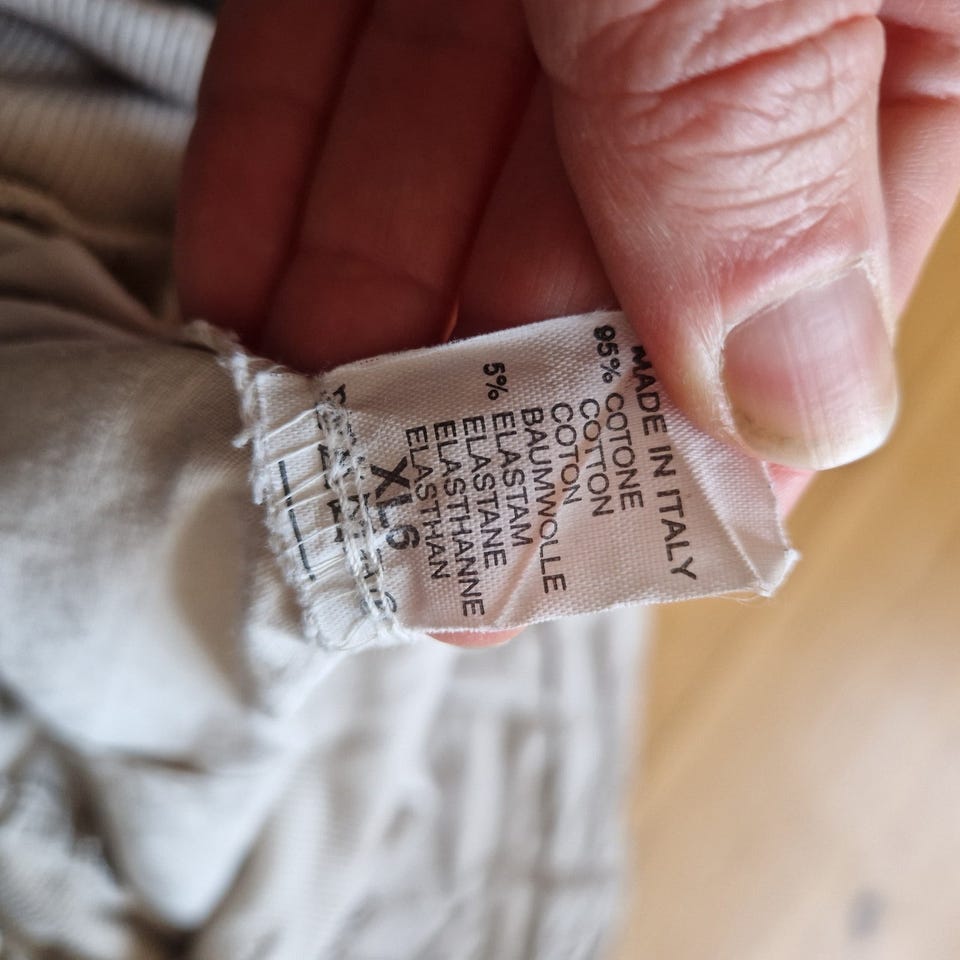 MADE IN ITALY
95% COTONE
COTTON
COTON
BAUMWOLLE
5% ELASTAM
ELASTANE
ELASTHANNE
ELASTHAN
XL6